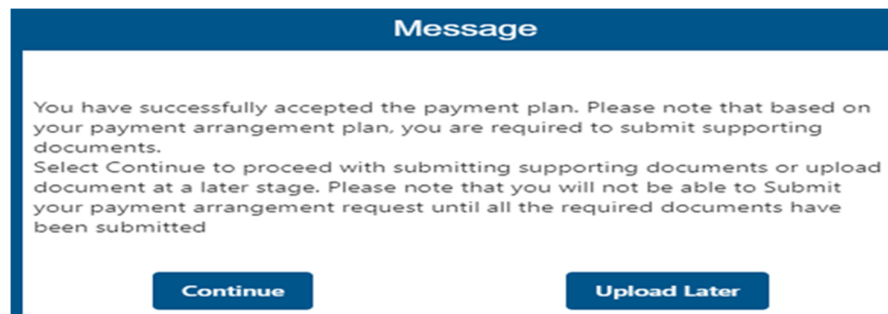 Message
You have successfully accepted the payment plan. Please note that based on
your payment arrangement plan, you are required to submit supporting
documents.
Select Continue to proceed with submitting supporting documents or upload
document at a later stage. Please note that you will not be able to Submit
your payment arrangement request until all the required documents have
been submitted
Continue
Upload Later